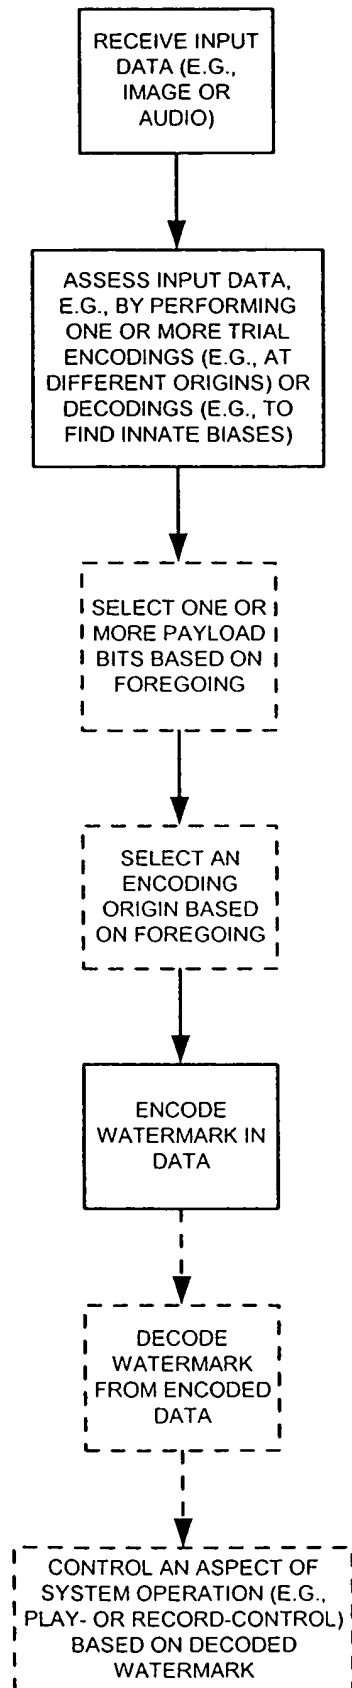 RECEIVE INPUT
DATA (E.G.,
IMAGE OR
AUDIO)
ASSESS INPUT DATA,
E.G., BY PERFORMING
ONE OR MORE TRIAL
ENCODINGS (E.G., AT
DIFFERENT ORIGINS) OR
DECODINGS (E.G., TO
FIND INNATE BIASES)
SELECT ONE OR
MORE PAYLOAD
BITS BASED ON
FOREGOING
SELECT AN
ENCODING
ORIGIN BASED
ON FOREGOING
ENCODE
WATERMARK IN
DATA
DECODE
WATERMARK
FROM ENCODED
DATA
CONTROL AN ASPECT OF
SYSTEM OPERATION (E.G.,
PLAY- OR RECORD-CONTROL)
BASED ON DECODED
WATERMARK